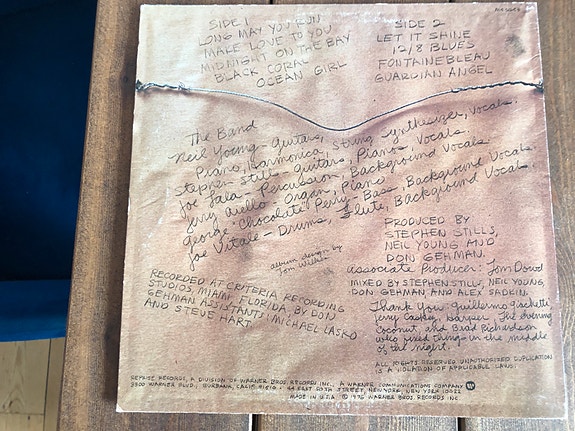 MS 2253
SIDE 1
LONG MAY YOU RUN
MAKE LOVE TO YOU
MIDNIGHT ON THE BAY
BLACK CORAL
OCEAN GIRL
SIDE 2
LET IT SHINE
12/8 BLUES
FONTAINEBLEAU
GUARDIAN ANGEL
The Band
Neil Young - Guitars,
Piano, Harmonica, String Synthesizer, Vocals.
Stephen Stills - Guitars, Piano, Vocals.
Joe Lala - Percussion, Background Vocals.
Jerry Aiello - Organ, Piano
George "Chocolate" Perry - Bass, Background Vocals.
Joe Vitale - Drums, Flute, Background Vocals.
album design by
Tom Wilkes
PRODUCED BY
STEPHEN STILLS,
NEIL YOUNG AND
DON GEHMAN.
Associate Producer: Tom Dowd
MIXED BY STEPHEN STILLS, NEIL YOUNG,
DON GEHMAN AND ALEX SADKIN.
RECORDED AT CRITERIA RECORDING
STUDIOS, MIAMI, FLORIDA, BY DON
GEHMAN. ASSISTANTS: MICHAEL LASKO
AND STEVE HART.
Thank You: Guillermo Giachetti
Jerry Caskey, Harper. The evening
Coconut, and Brad Richardson
who fixed things in the middle
of the night.
ALL RIGHTS RESERVED. UNAUTHORIZED DUPLICATION
IS A VIOLATION OF APPLICABLE LAWS.
REPRISE RECORDS, A DIVISION OF WARNER BROS. RECORDS INC., A WARNER COMMUNICATIONS COMPANY
3300 WARNER BLVD., BURBANK, CALIF. 91510 · 44 EAST 50TH STREET, NEW YORK, NEW YORK 10022
MADE IN U.S.A. © 1976 WARNER BROS. RECORDS INC.